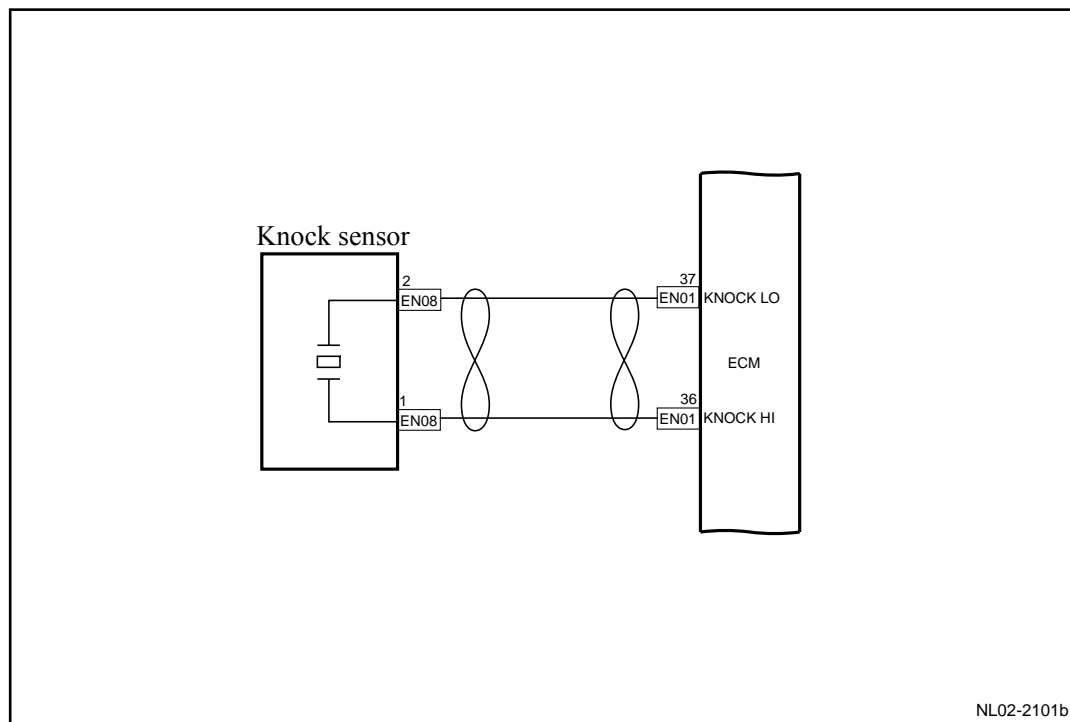 Knock sensor
2
EN08
37
EN01 KNOCK LO
ECM
1
EN08
36
EN01 KNOCK HI
NL02-2101b